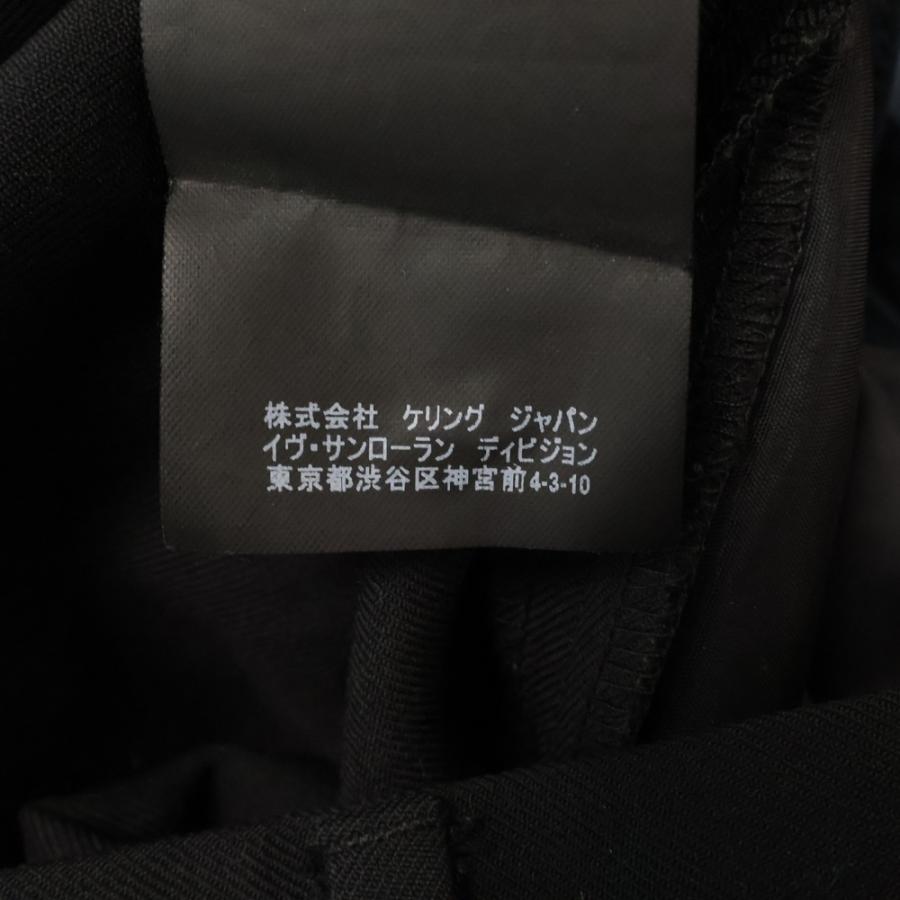 株式会社 ケリング ジャパン
イヴ・サンローラン ディビジョン
東京都渋谷区神宮前4-3-10